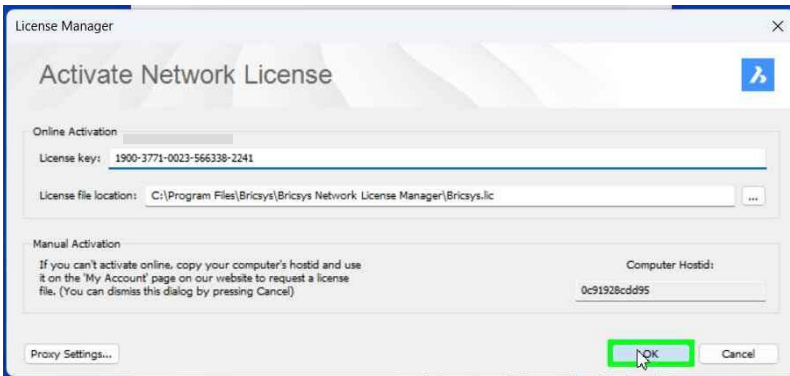 License Manager
Activate Network License
Online Activation
License key: 1900-3771-0023-566338-2241
License file location: C:\Program Files\Bricsys\Bricsys Network License Manager\Bricsys.lic
...
Manual Activation
If you can't activate online, copy your computer's hostid and use
it on the 'My Account' page on our website to request a license
file. (You can dismiss this dialog by pressing Cancel)
Computer Hostid:
0c91928cdd95
Proxy Settings...
OK
Cancel